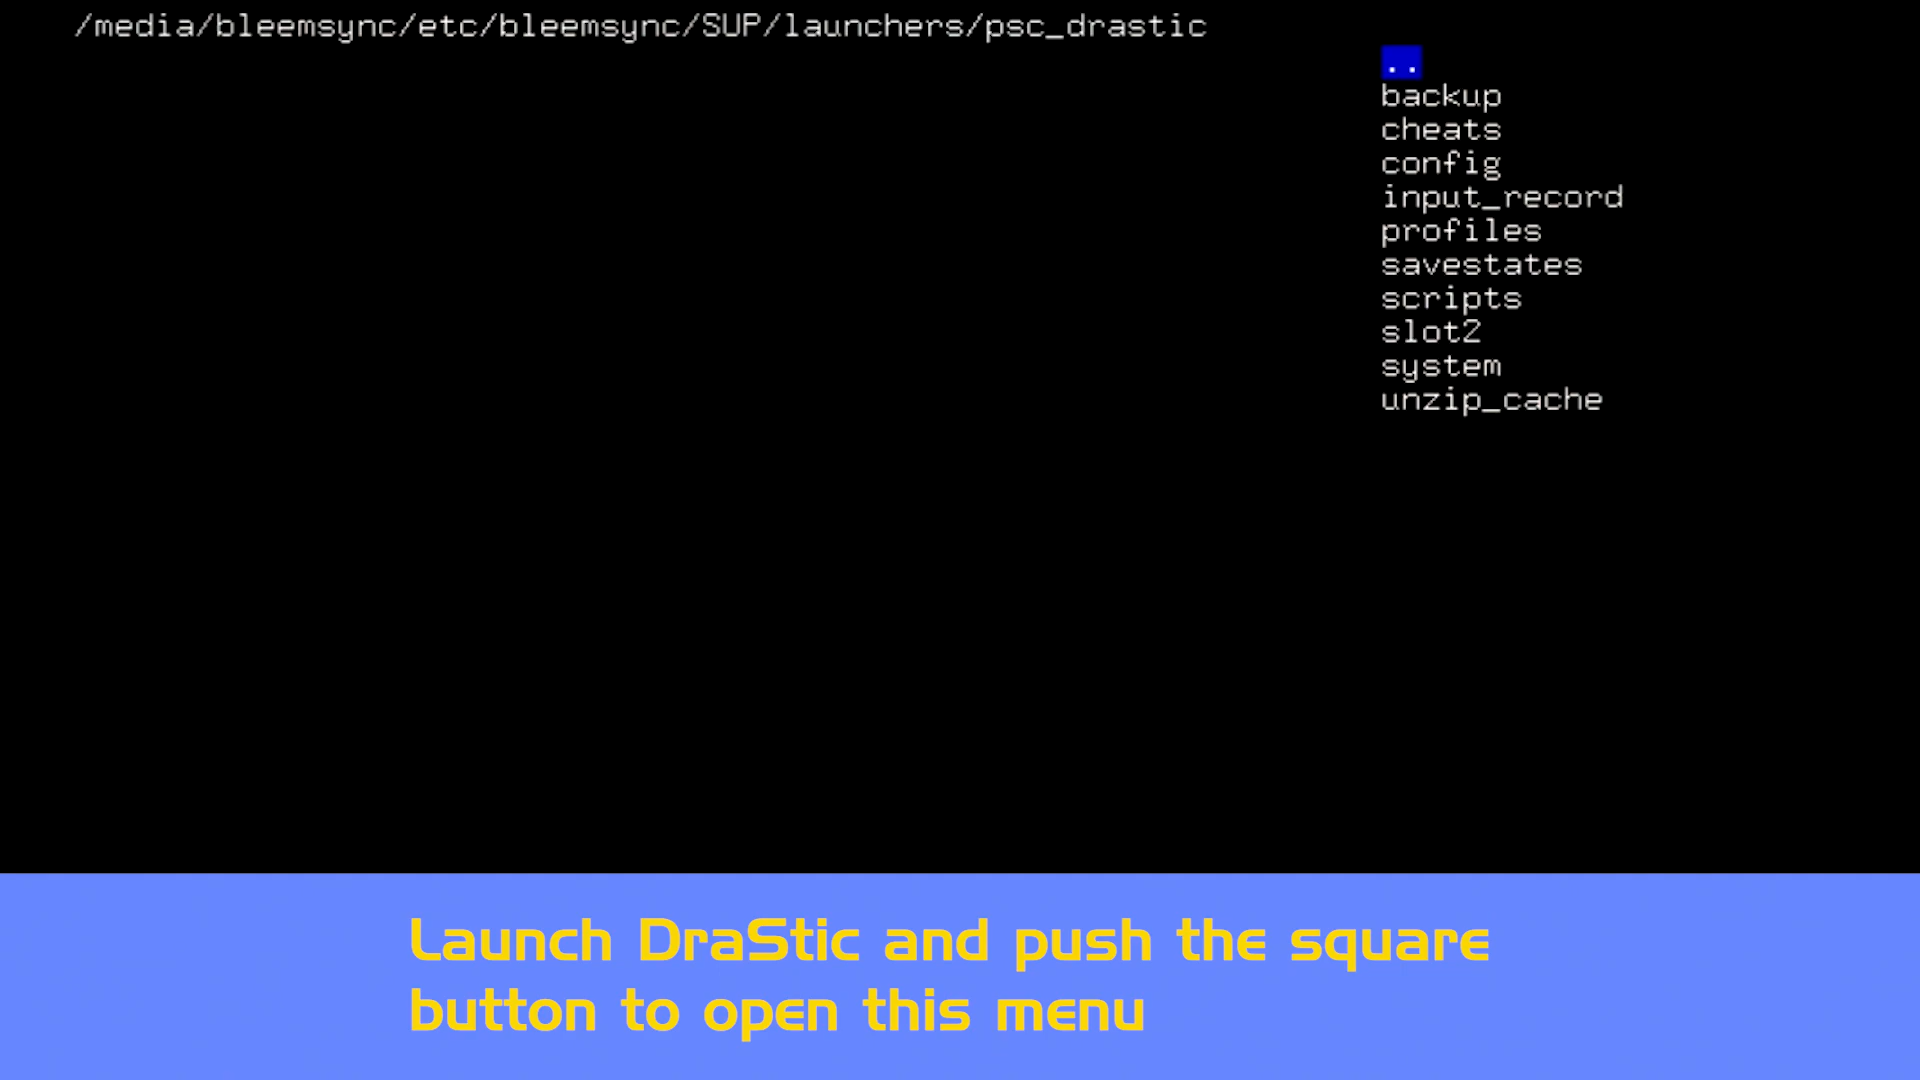 /media/bleemsync/etc/bleemsync/SUP/launchers/psc_drastic
..
backup
cheats
config
input_record
profiles
savestates
scripts
slot2
system
unzip_cache
Launch DraStic and push the square
button to open this menu